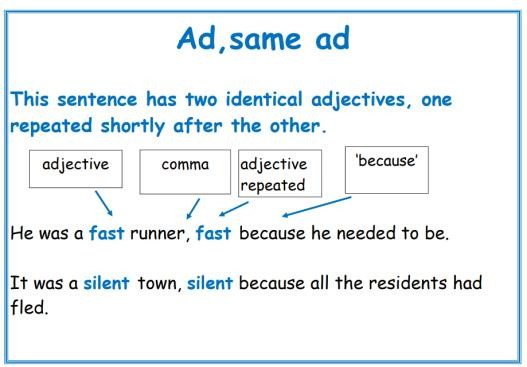 Ad,same ad
This sentence has two identical adjectives, one
repeated shortly after the other.
adjective
comma
adjective
repeated
'because'
He was a fast runner, fast because he needed to be.
It was a silent town, silent because all the residents had
fled.